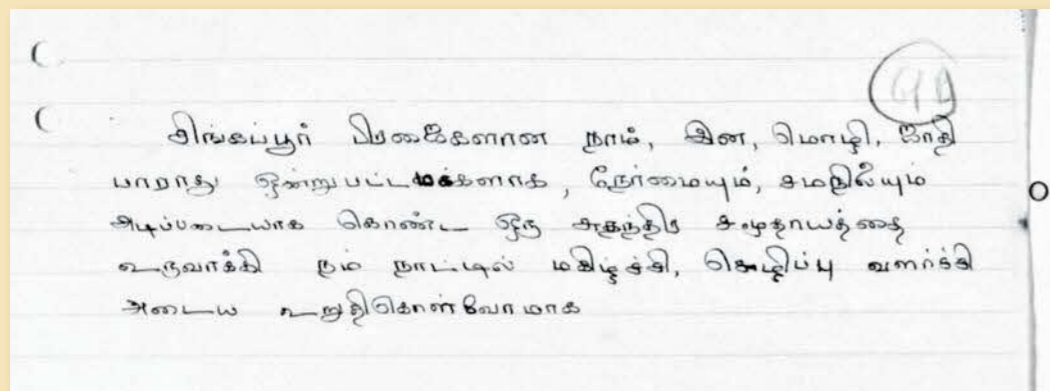 சிங்கப்பூர் பிரஜைகளான நாம், இன, மொழி, ஜாதி
பாராது ஒன்றுபட்ட மக்களாக, நேர்மையும், சமநிலையும்
அடிப்படையாக கொண்ட ஒரு சுதந்திர சமுதாயத்தை
உருவாக்கி நம் நாட்டில் மகிழ்ச்சி, செழிப்பு வளர்ச்சி
அடைய உறுதிகொள்வோமாக